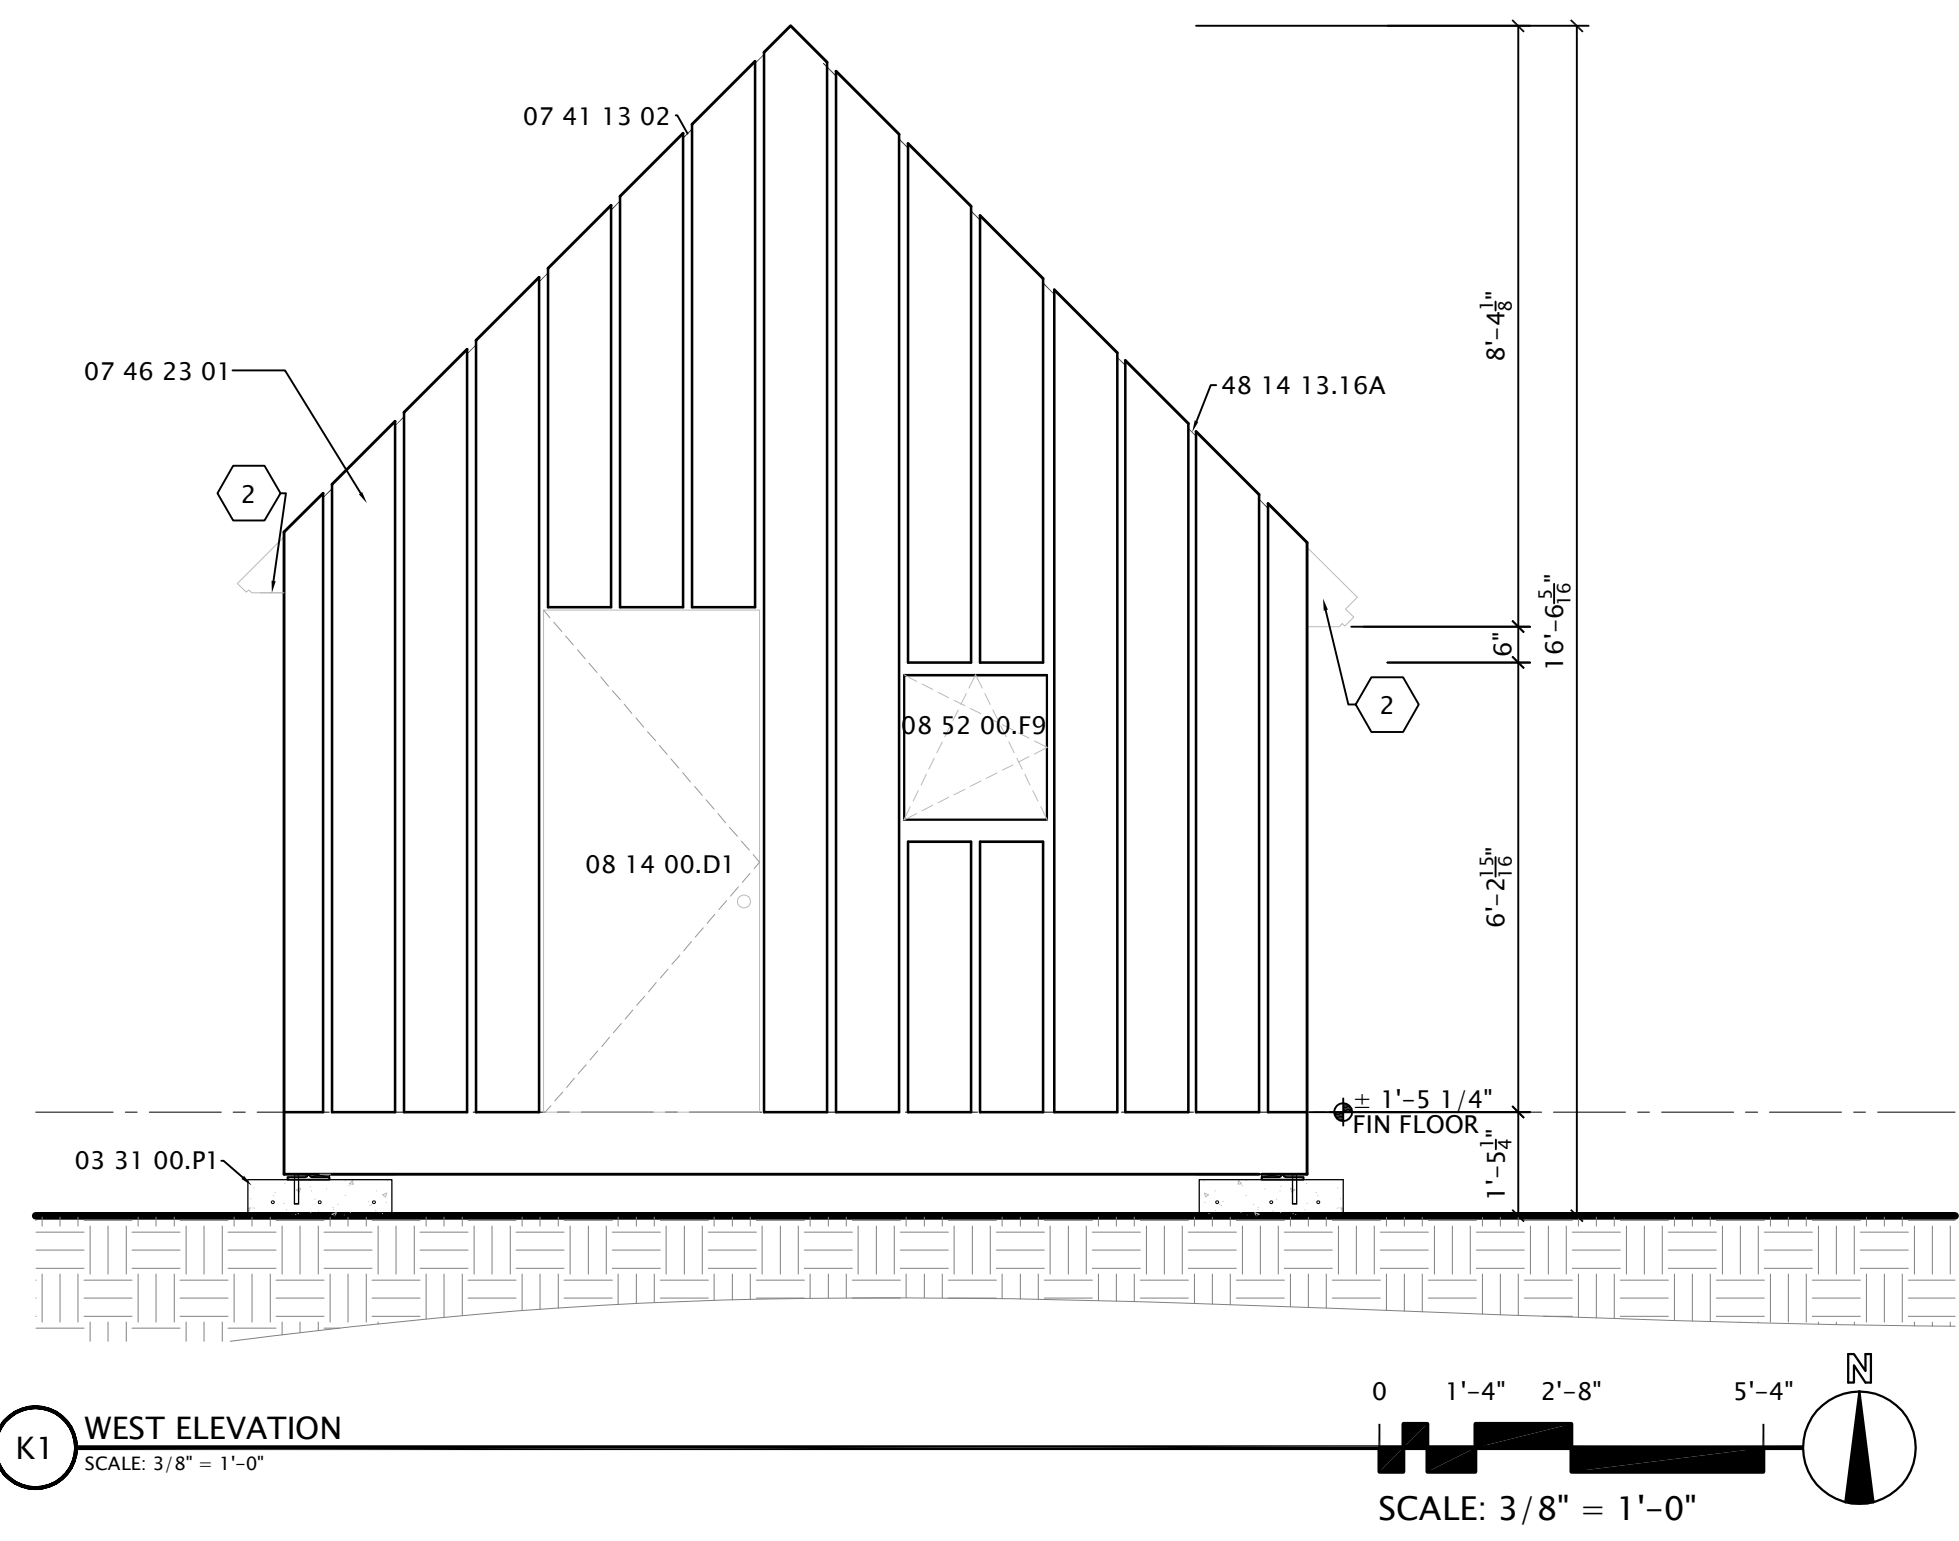 07 41 13 02
07 46 23 01
48 14 13.16A
2
8'-4 1/8"
16'-6 5/16"
6"
2
08 52 00.F9
08 14 00.D1
6'-2 15/16"
± 1'-5 1/4"
FIN FLOOR
1'-5 1/4"
03 31 00.P1
N
0 1'-4" 2'-8" 5'-4"
K1
WEST ELEVATION
SCALE: 3/8" = 1'-0"
SCALE: 3/8" = 1'-0"